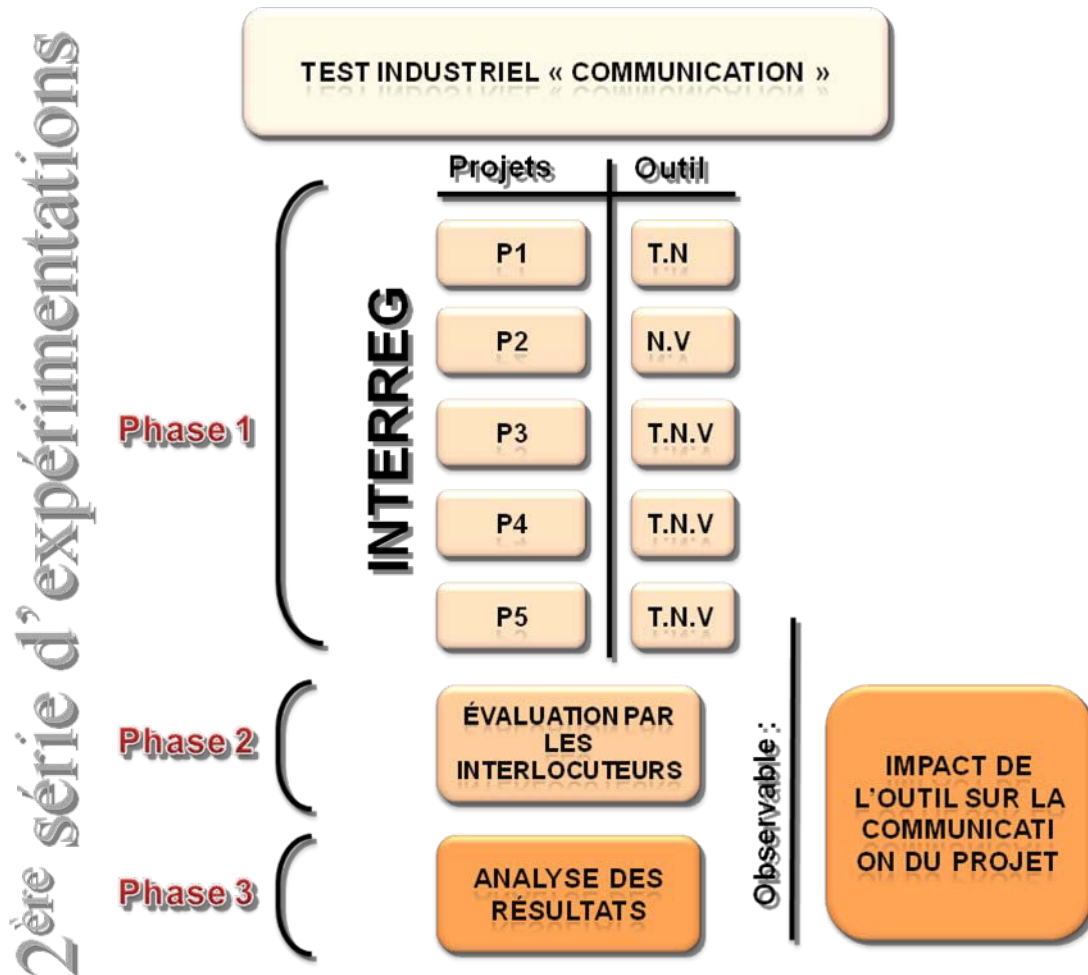 2ère série d'expérimentations
TEST INDUSTRIEL « COMMUNICATION »
Projets Outil
Phase 1
INTERREG
P1 T.N
P2 N.V
P3 T.N.V
P4 T.N.V
P5 T.N.V
Phase 2
ÉVALUATION PAR
LES
INTERLOCUTEURS
Phase 3
ANALYSE DES
RÉSULTATS
Observable :
IMPACT DE
L'OUTIL SUR LA
COMMUNICATI
ON DU PROJET